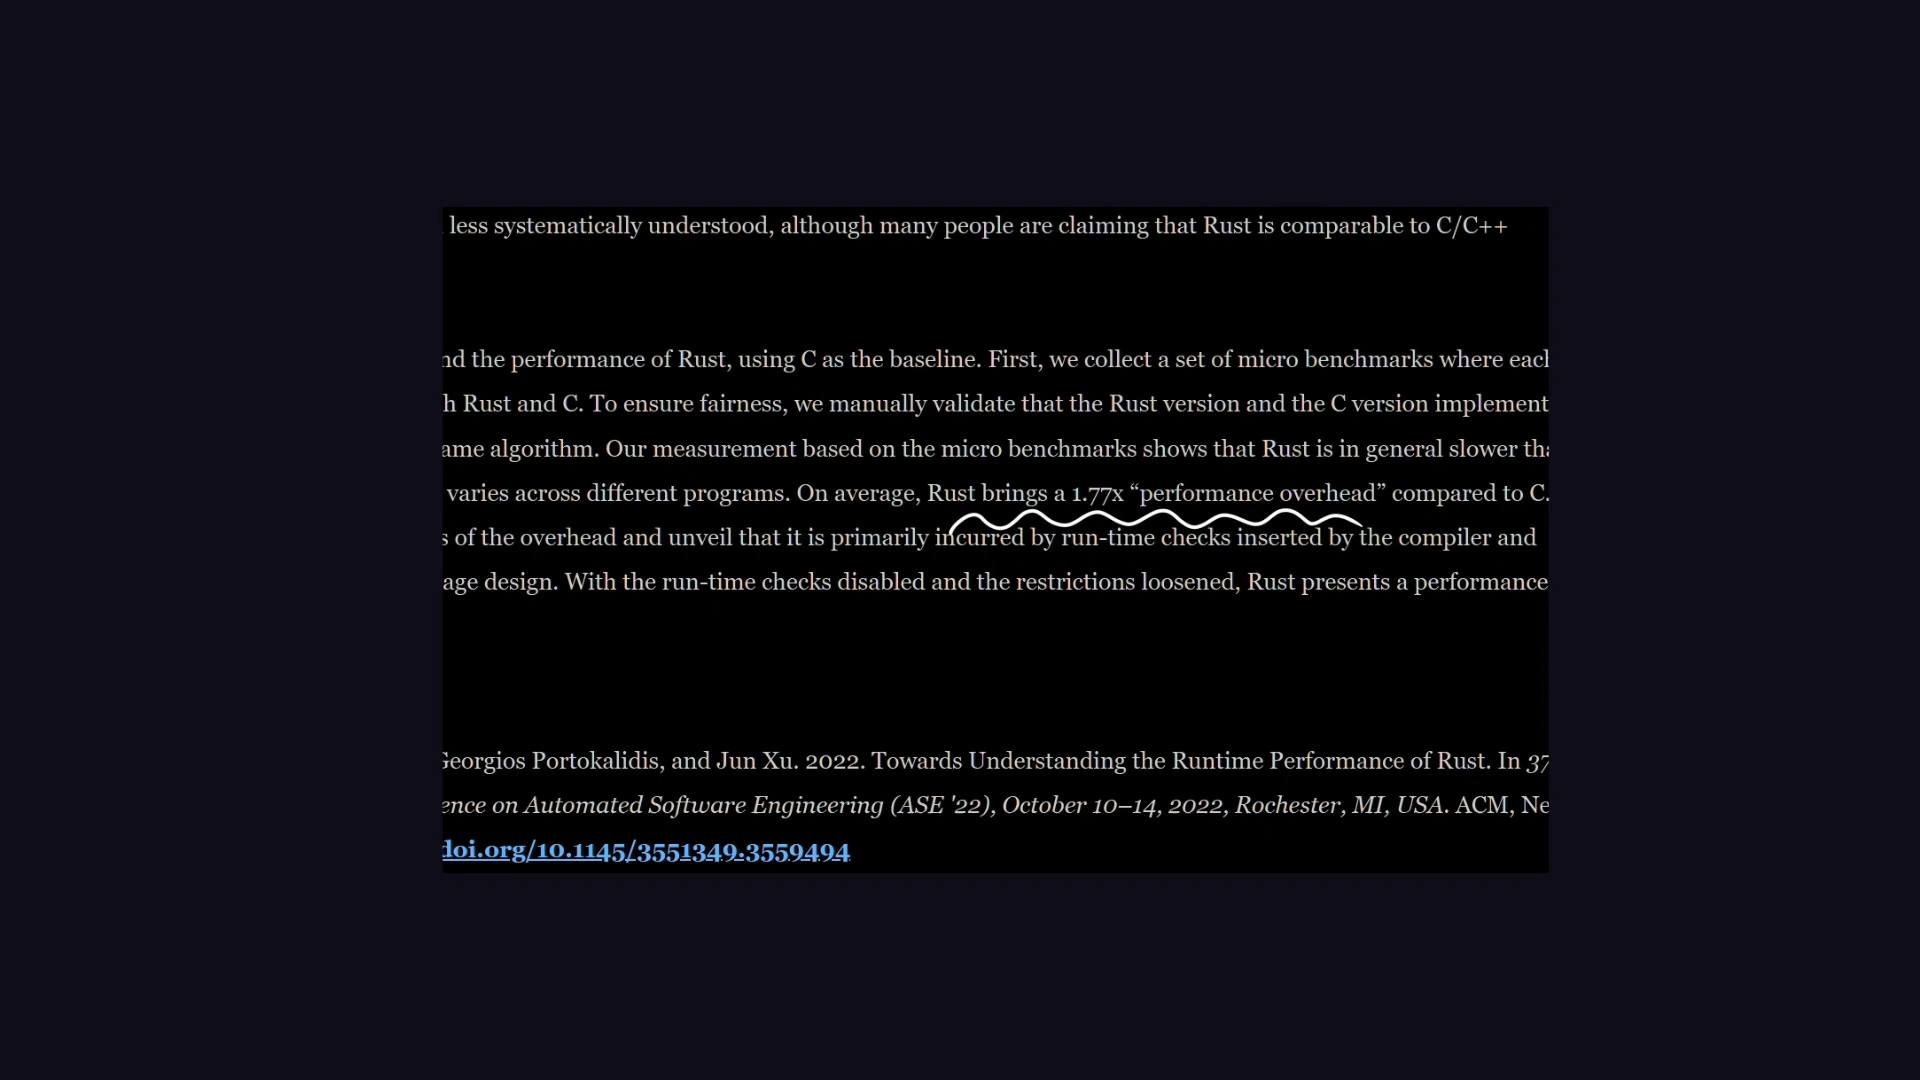 less systematically understood, although many people are claiming that Rust is comparable to C/C++
the performance of Rust, using C as the baseline. First, we collect a set of micro benchmarks where each
Rust and C. To ensure fairness, we manually validate that the Rust version and the C version implement
algorithm. Our measurement based on the micro benchmarks shows that Rust is in general slower
varies across different programs. On average, Rust brings a 1.77x “performance overhead” compared to C.
of the overhead and unveil that it is primarily incurred by run-time checks inserted by the compiler and
design. With the run-time checks disabled and the restrictions loosened, Rust presents a performance
Georgios Portokalidis, and Jun Xu. 2022. Towards Understanding the Runtime Performance of Rust. In 37
on Automated Software Engineering (ASE '22), October 10–14, 2022, Rochester, MI, USA. ACM,
doi.org/10.1145/3551349.3559494